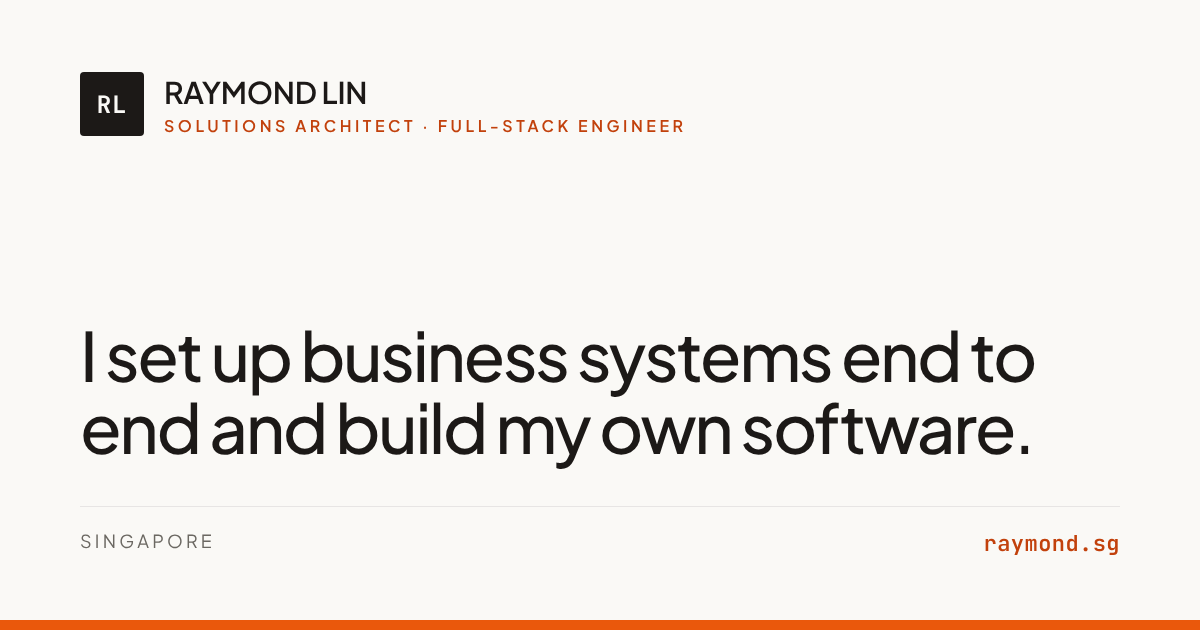 RL
RAYMOND LIN
SOLUTIONS ARCHITECT · FULL-STACK ENGINEER
I set up business systems end to
end and build my own software.
SINGAPORE
raymond.sg